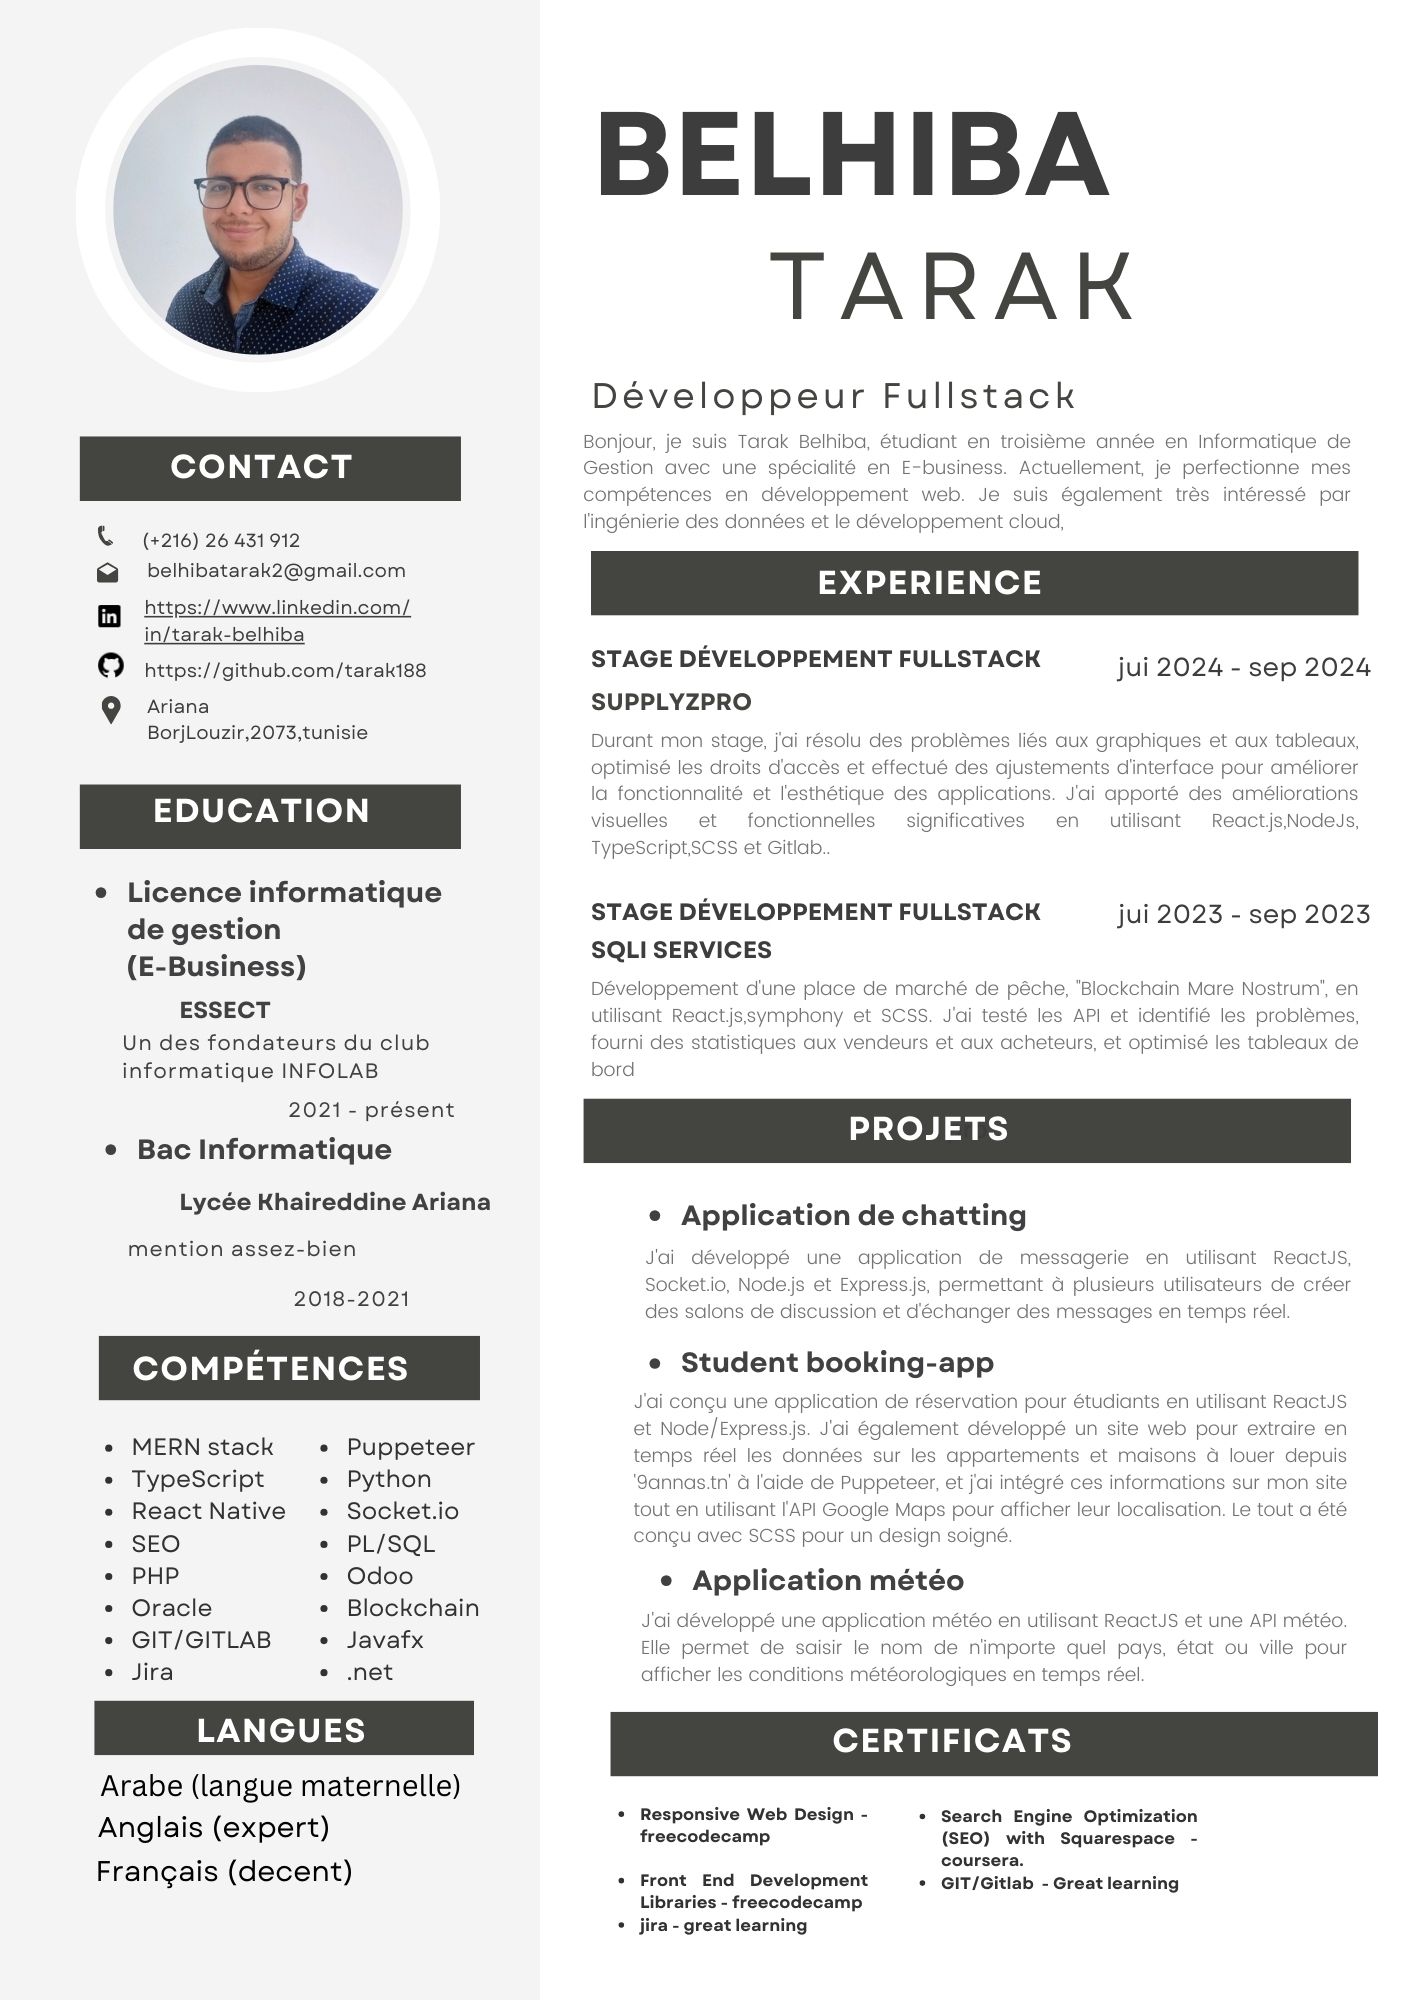 BELHIBA
TARAK
Développeur Fullstack
Bonjour, je suis Tarak Belhiba, étudiant en troisième année en Informatique de
Gestion avec une spécialité en E-business. Actuellement, je perfectionne mes
compétences en développement web. Je suis également très intéressé par
l'ingénierie des données et le développement cloud,
CONTACT
(+216) 26 431 912
belhibatarak2@gmail.com
https://www.linkedin.com/
in/tarak-belhiba
https://github.com/tarak188
Ariana
BorjLouzir,2073,tunisie
EDUCATION
• Licence informatique
de gestion
(E-Business)
ESSECT
Un des fondateurs du club
informatique INFOLAB
2021 - présent
• Bac Informatique
Lycée Khaireddine Ariana
mention assez-bien
2018-2021
COMPÉTENCES
• MERN stack
• TypeScript
• React Native
• SEO
• PHP
• Oracle
• GIT/GITLAB
• Jira
• Puppeteer
• Python
• Socket.io
• PL/SQL
• Odoo
• Blockchain
• Javafx
• .net
LANGUES
Arabe (langue maternelle)
Anglais (expert)
Français (decent)
EXPERIENCE
STAGE DÉVELOPPEMENT FULLSTACK
jui 2024 - sep 2024
SUPPLYZPRO
Durant mon stage, j'ai résolu des problèmes liés aux graphiques et aux tableaux,
optimisé les droits d'accès et effectué des ajustements d'interface pour améliorer
la fonctionnalité et l'esthétique des applications. J'ai apporté des améliorations
visuelles et fonctionnelles significatives en utilisant React.js,NodeJs,
TypeScript,SCSS et Gitlab..
STAGE DÉVELOPPEMENT FULLSTACK
jui 2023 - sep 2023
SQLI SERVICES
Développement d'une place de marché de pêche, "Blockchain Mare Nostrum", en
utilisant React.js,symphony et SCSS. J'ai testé les API et identifié les problèmes,
fourni des statistiques aux vendeurs et aux acheteurs, et optimisé les tableaux de
bord
PROJETS
• Application de chatting
J'ai développé une application de messagerie en utilisant ReactJS,
Socket.io, Node.js et Express.js, permettant à plusieurs utilisateurs de créer
des salons de discussion et d'échanger des messages en temps réel.
• Student booking-app
J'ai conçu une application de réservation pour étudiants en utilisant ReactJS
et Node/Express.js. J'ai également développé un site web pour extraire en
temps réel les données sur les appartements et maisons à louer depuis
'9annas.tn' à l'aide de Puppeteer, et j'ai intégré ces informations sur mon site
tout en utilisant l'API Google Maps pour afficher leur localisation. Le tout a été
conçu avec SCSS pour un design soigné.
• Application météo
J'ai développé une application météo en utilisant ReactJS et une API météo.
Elle permet de saisir le nom de n'importe quel pays, état ou ville pour
afficher les conditions météorologiques en temps réel.
CERTIFICATS
• Responsive Web Design -
freecodecamp
• Front End Development
Libraries - freecodecamp
• jira - great learning
• Search Engine Optimization
(SEO) with Squarespace -
coursera.
• GIT/Gitlab - Great learning